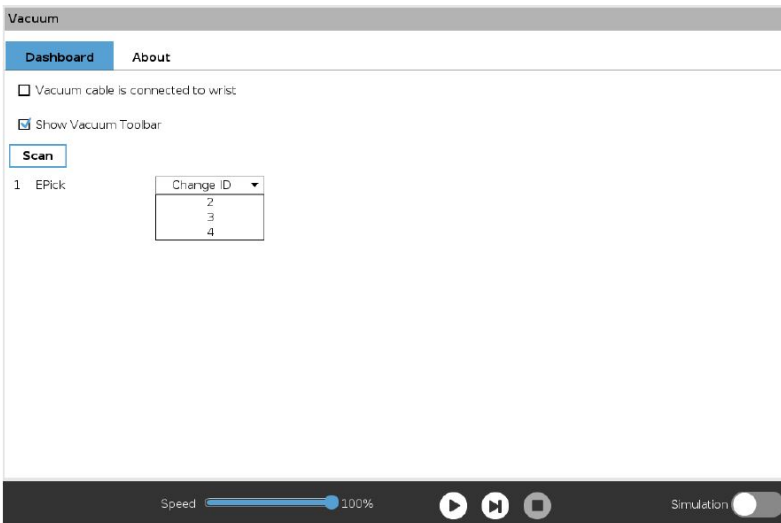 Vacuum
Dashboard About
Vacuum cable is connected to wrist
Show Vacuum Toolbar
Scan
1 EPick Change ID
2
3
4
Speed 100% Simulation